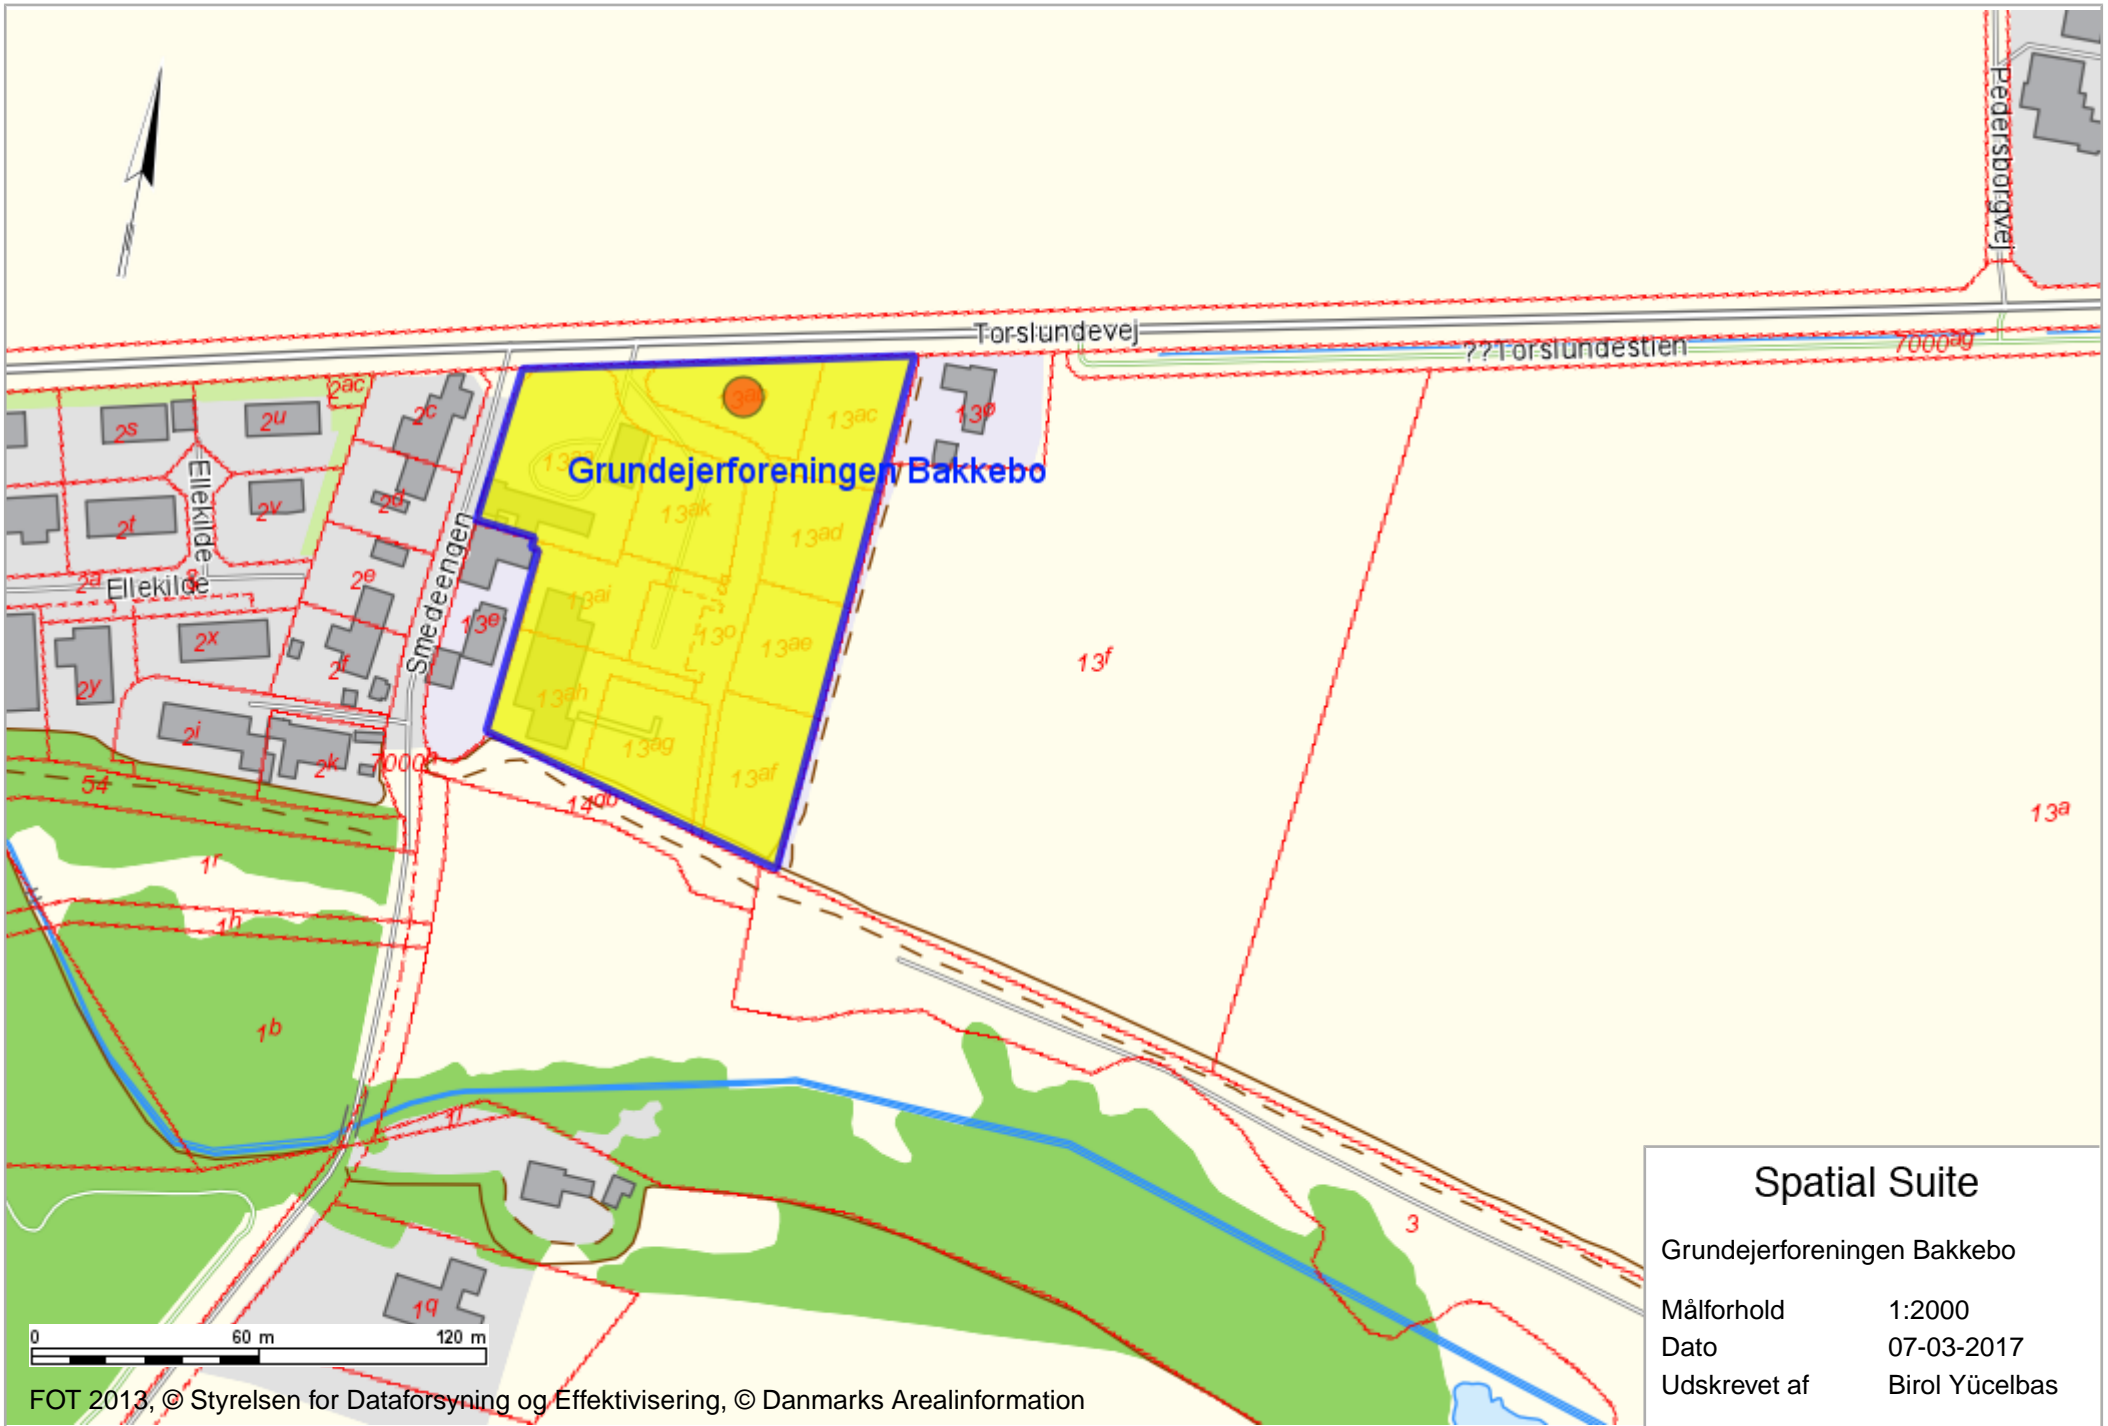 Pedersborgvej
Torslundevej
??Torslundestien
7000ag
2ac
2c
2s
2u
13ac
13ø
13aa
Grundejerforeningen Bakkebo
Ellekilde
2t
2v
2d
13ak
13ad
2a
Ellekilde
2e
Smedeengen
13ai
13e
13o
13ae
13f
2x
2f
2y
13ah
2i
2k
13ag
13af
54
13a
1r
1h
1b
1l
3
1q
Spatial Suite
Grundejerforeningen Bakkebo
Målforhold 1:2000
Dato 07-03-2017
Udskrevet af Birol Yücelbas
0 60 m 120 m
FOT 2013, © Styrelsen for Dataforsyning og Effektivisering, © Danmarks Arealinformation